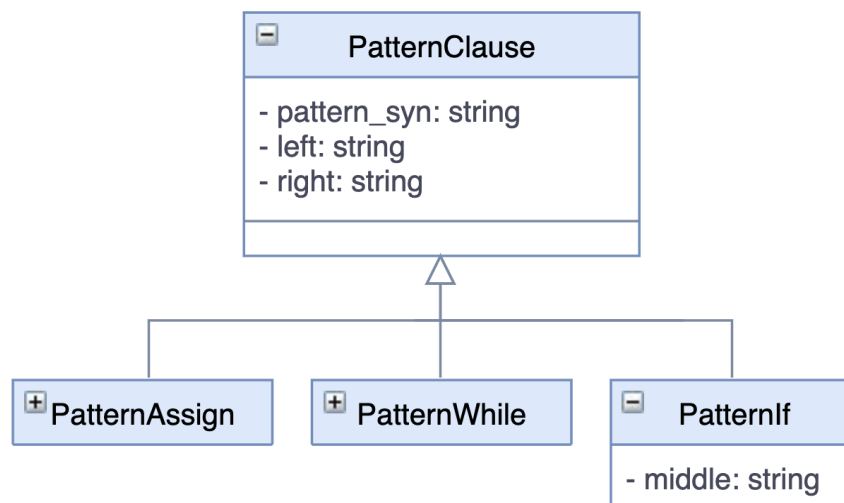 PatternClause
- pattern_syn: string
- left: string
- right: string
PatternAssign
PatternWhile
PatternIf
- middle: string